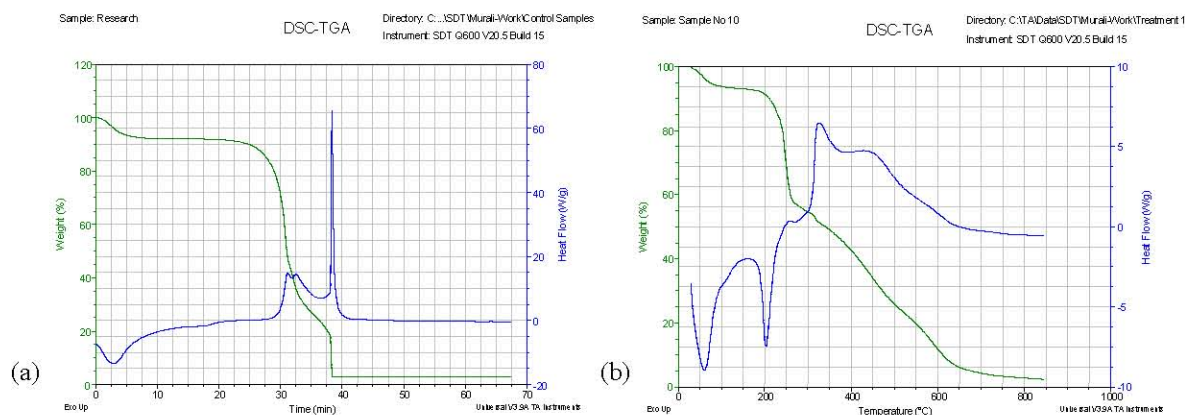 Sample: Research
DSC-TGA
Directory: C:...\SDT\Murali-Work\Control Samples
Instrument: SDT Q600 V20.5 Build 15
120
100
80
60
40
20
0
Weight (%)
80
60
40
20
0
-20
Heat Flow (W/g)
0 10 20 30 40 50 60 70
Exo Up
Time (min)
Universal V3.9A TA Instruments
(a)
Sample: Sample No 10
DSC-TGA
Directory: C:\TA\Data\SDT\Murali-Work\Treatment 1
Instrument: SDT Q600 V20.5 Build 15
100
80
60
40
20
0
Weight (%)
10
5
0
-5
-10
Heat Flow (W/g)
0 200 400 600 800 1000
Exo Up
Temperature (°C)
Universal V3.9A TA Instruments
(b)